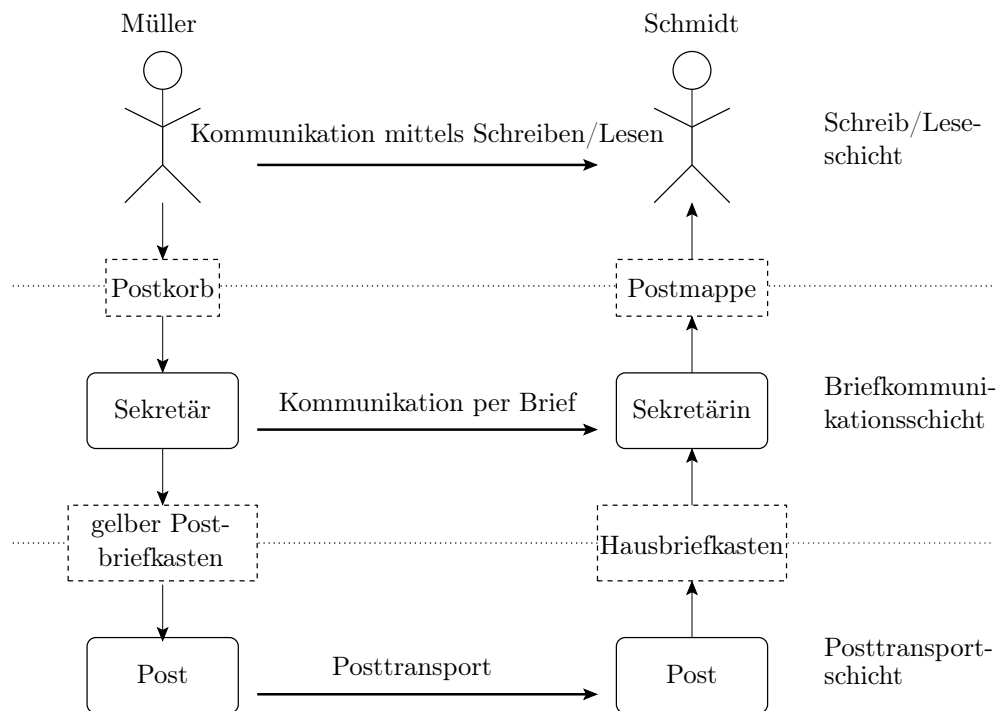 Müller
Schmidt
Kommunikation mittels Schreiben/Lesen
Schreib/Lese-
schicht
Postkorb
Postmappe
Sekretär
Kommunikation per Brief
Sekretärin
Briefkommuni-
kationsschicht
gelber Post-
briefkasten
Hausbriefkasten
Post
Posttransport
Post
Posttransport-
schicht